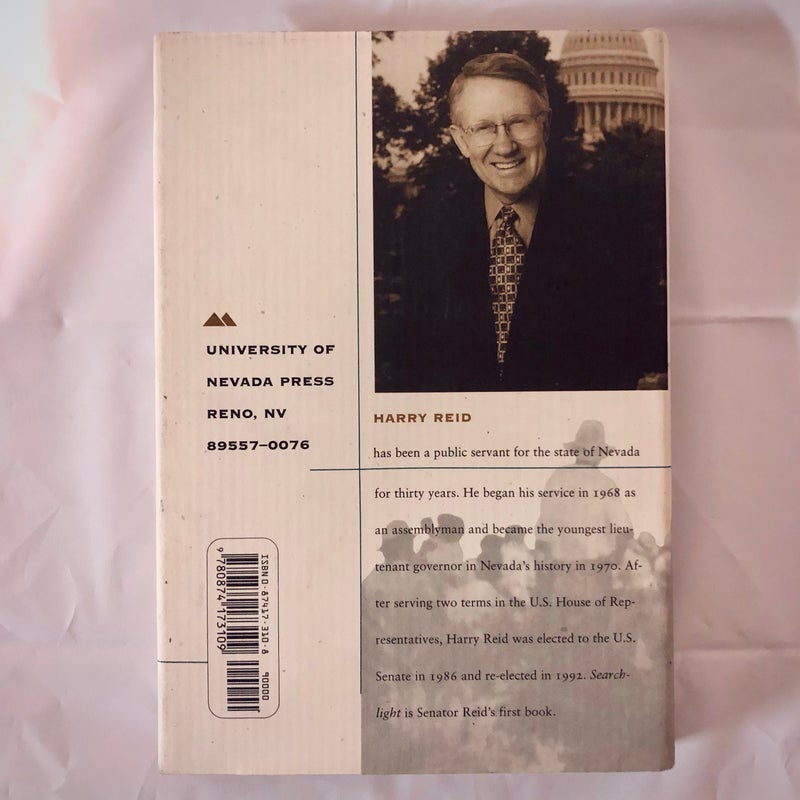 UNIVERSITY OF
NEVADA PRESS
RENO, NV
89557–0076
ISBN 0-87417-310-8
90000
9 780874 173109
HARRY REID
has been a public servant for the state of Nevada
for thirty years. He began his service in 1968 as
an assemblyman and became the youngest lieu-
tenant governor in Nevada's history in 1970. Af-
ter serving two terms in the U.S. House of Rep-
resentatives, Harry Reid was elected to the U.S.
Senate in 1986 and re-elected in 1992. Search-
light is Senator Reid's first book.